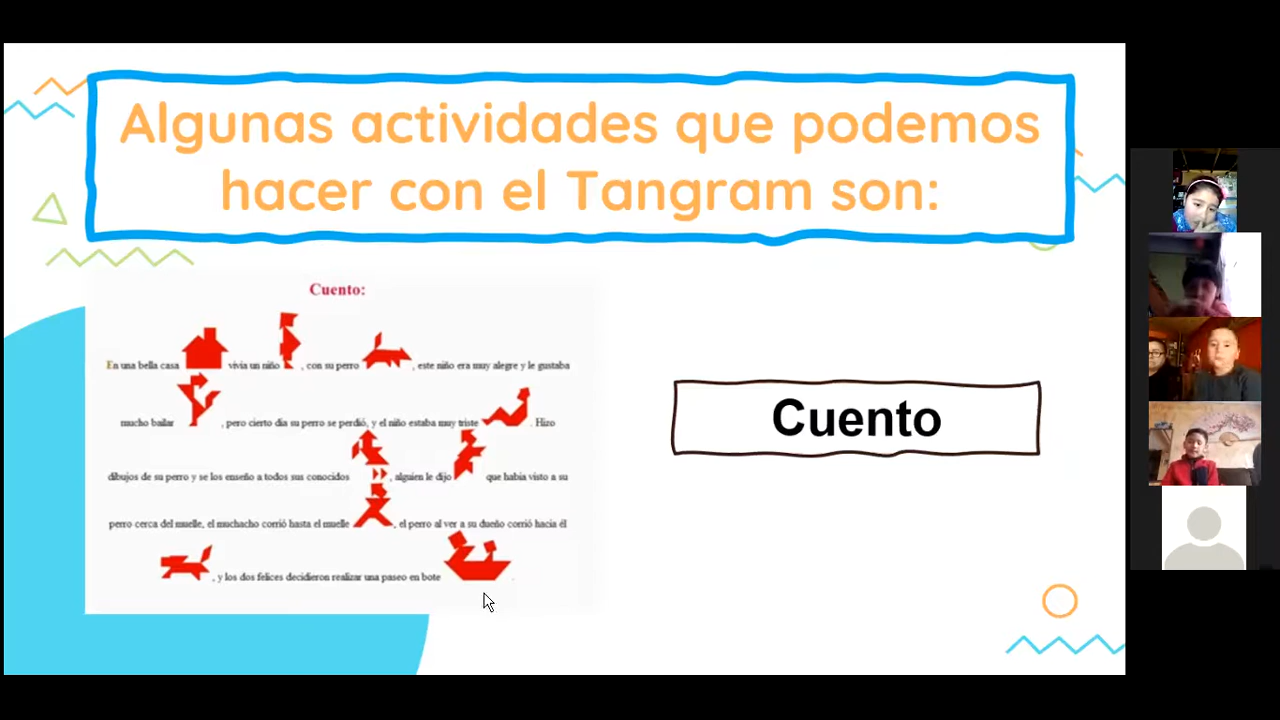 Algunas actividades que podemos
hacer con el Tangram son:
Cuento:
En una bella casa vivia un niño , con su perro , este niño era muy alegre y le gustaba
mucho bailar , pero cierto día su perro se perdió, y el niño estaba muy triste . Hizo
dibujos de su perro y se los enseño a todos sus conocidos , alguien le dijo que había visto a su
perro cerca del muelle, el muchacho corrió hasta el muelle , el perro al ver a su dueño corrió hacia él
, y los dos felices decidieron realizar una paseo en bote .
Cuento